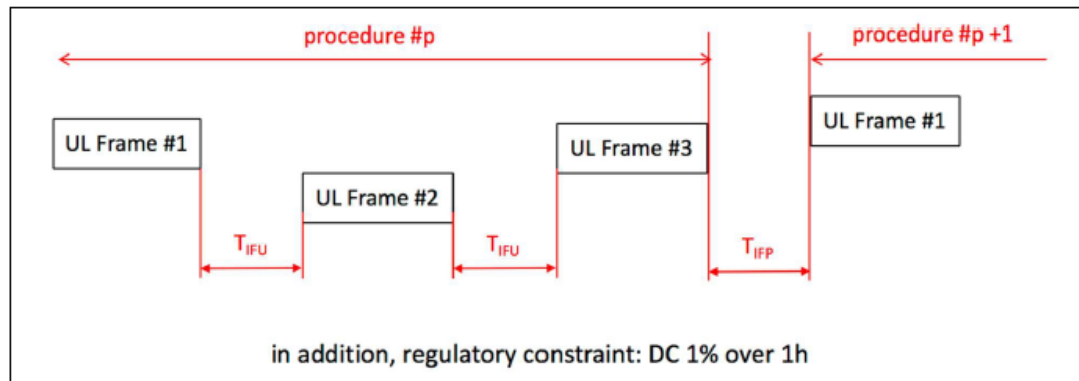 procedure #p
procedure #p +1
UL Frame #1
UL Frame #2
UL Frame #3
UL Frame #1
TIFU
TIFU
TIFP
in addition, regulatory constraint: DC 1% over 1h